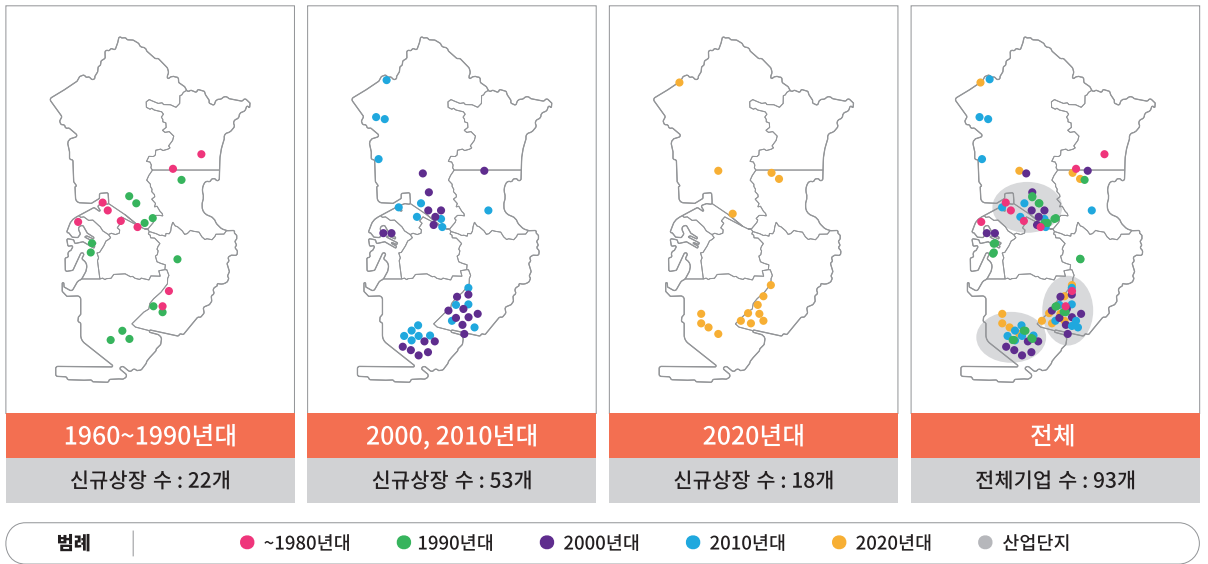 1960~1990년대
2000, 2010년대
2020년대
전체
신규상장 수 : 22개
신규상장 수 : 53개
신규상장 수 : 18개
전체기업 수 : 93개
범례
~1980년대
1990년대
2000년대
2010년대
2020년대
산업단지